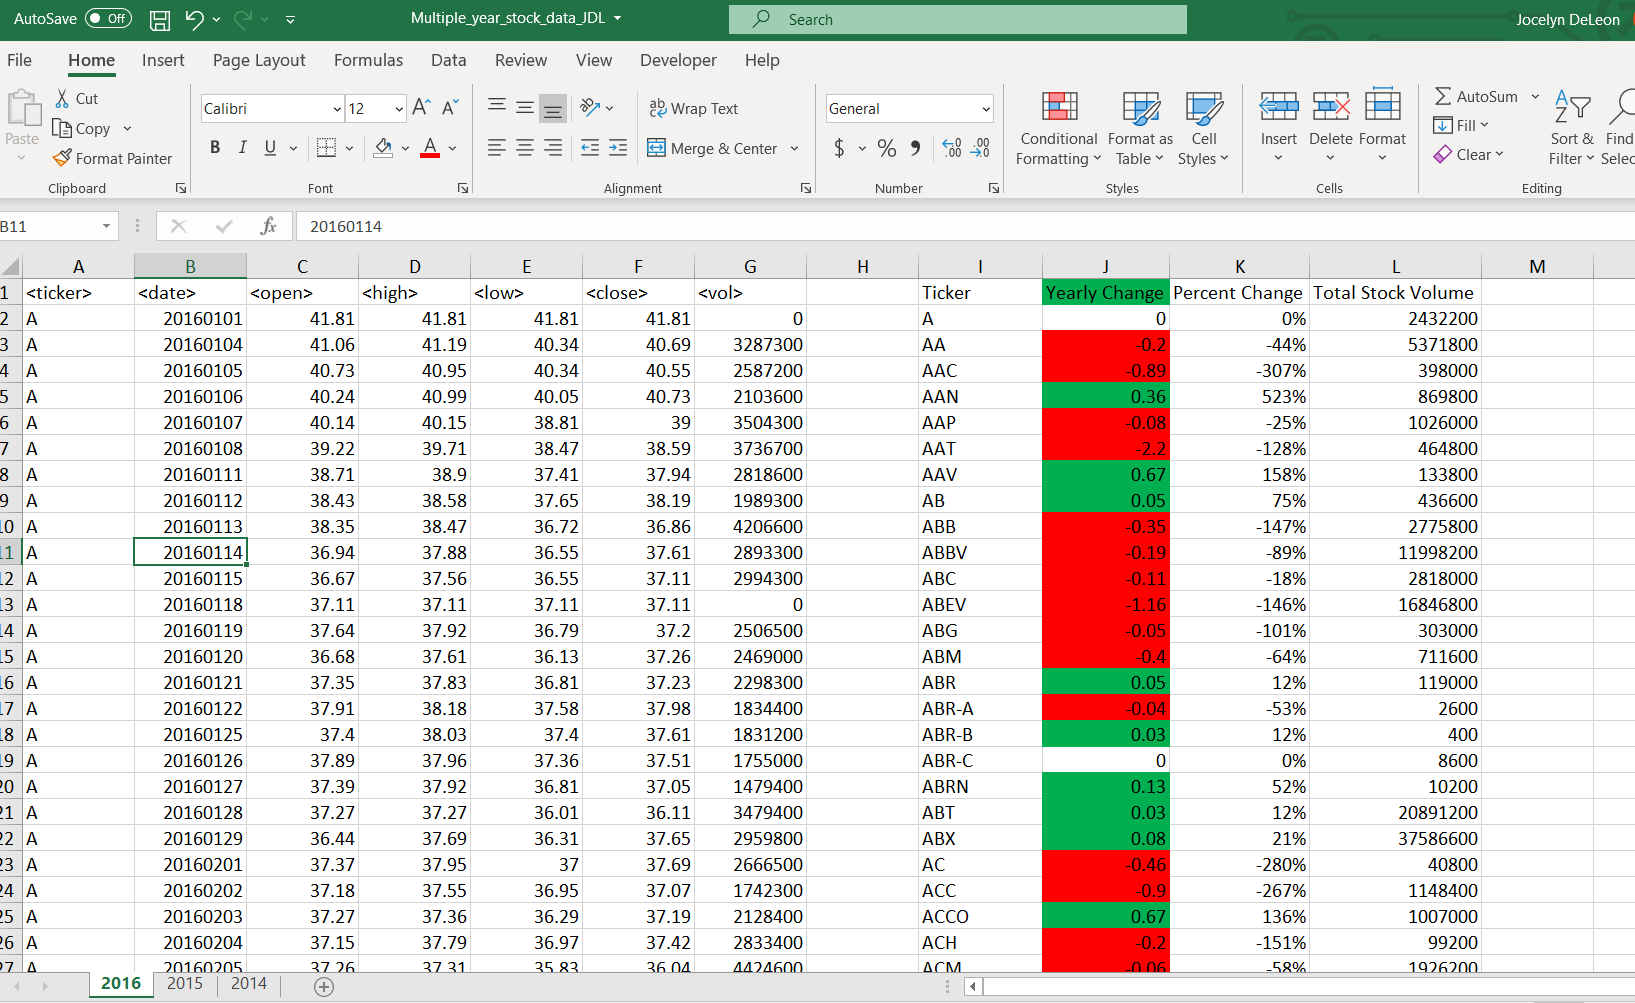 AutoSave Off Multiple_year_stock_data_JDL Search Jocelyn DeLeon
File Home Insert Page Layout Formulas Data Review View Developer Help
Paste
Cut
Copy
Format Painter
Clipboard
Calibri 12 A A
B I U A
Font
ab Wrap Text
Merge & Center
Alignment
General
$ % 9 .00 .00
Number
Conditional Formatting
Format as Table
Cell Styles
Styles
Insert Delete Format
Cells
AutoSum
Fill
Clear
Sort & Filter
Find
Editing
B11 fx 20160114
A B C D E F G H I J K L M
1 <ticker> <date> <open> <high> <low> <close> <vol> Ticker Yearly Change Percent Change Total Stock Volume
2 A 20160101 41.81 41.81 41.81 41.81 0 A 0 0% 2432200
3 A 20160104 41.06 41.19 40.34 40.69 3287300 AA -0.2 -44% 5371800
4 A 20160105 40.73 40.95 40.34 40.55 2587200 AAC -0.89 -307% 398000
5 A 20160106 40.24 40.99 40.05 40.73 2103600 AAN 0.36 523% 869800
6 A 20160107 40.14 40.15 38.81 39 3504300 AAP -0.08 -25% 1026000
7 A 20160108 39.22 39.71 38.47 38.59 3736700 AAT -2.2 -128% 464800
8 A 20160111 38.71 38.9 37.41 37.94 2818600 AAV 0.67 158% 133800
9 A 20160112 38.43 38.58 37.65 38.19 1989300 AB 0.05 75% 436600
10 A 20160113 38.35 38.47 36.72 36.86 4206600 ABB -0.35 -147% 2775800
11 A 20160114 36.94 37.88 36.55 37.61 2893300 ABBV -0.19 -89% 11998200
12 A 20160115 36.67 37.56 36.55 37.11 2994300 ABC -0.11 -18% 2818000
13 A 20160118 37.11 37.11 37.11 37.11 0 ABEV -1.16 -146% 16846800
14 A 20160119 37.64 37.92 36.79 37.2 2506500 ABG -0.05 -101% 303000
15 A 20160120 36.68 37.61 36.13 37.26 2469000 ABM -0.4 -64% 711600
16 A 20160121 37.35 37.83 36.81 37.23 2298300 ABR 0.05 12% 119000
17 A 20160122 37.91 38.18 37.58 37.98 1834400 ABR-A -0.04 -53% 2600
18 A 20160125 37.4 38.03 37.4 37.61 1831200 ABR-B 0.03 12% 400
19 A 20160126 37.89 37.96 37.36 37.51 1755000 ABR-C 0 0% 8600
20 A 20160127 37.39 37.92 36.81 37.05 1479400 ABRN 0.13 52% 10200
21 A 20160128 37.27 37.27 36.01 36.11 3479400 ABT 0.03 12% 20891200
22 A 20160129 36.44 37.69 36.31 37.65 2959800 ABX 0.08 21% 37586600
23 A 20160201 37.37 37.95 37 37.69 2666500 AC -0.46 -280% 40800
24 A 20160202 37.18 37.55 36.95 37.07 1742300 ACC -0.9 -267% 1148400
25 A 20160203 37.27 37.36 36.29 37.19 2128400 ACCO 0.67 136% 1007000
26 A 20160204 37.15 37.79 36.97 37.42 2833400 ACH -0.2 -151% 99200
27 A 20160205 37.26 37.31 35.83 36.04 4424600 ACM -0.06 -58% 1926200
2016 2015 2014